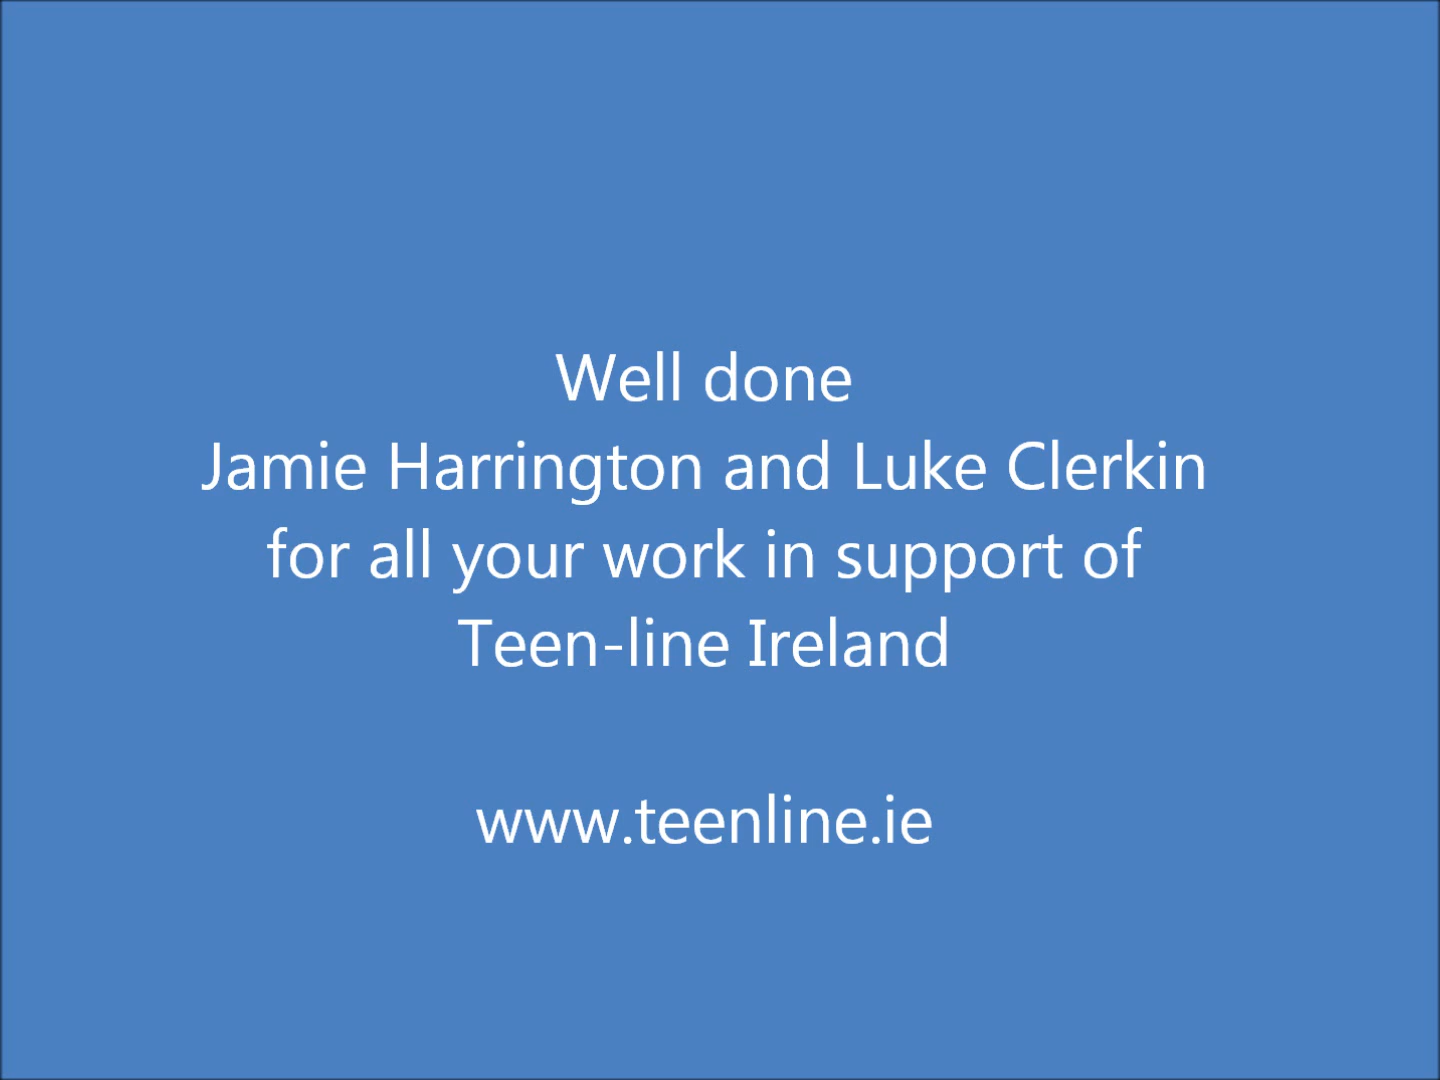 Well done
Jamie Harrington and Luke Clerkin
for all your work in support of
Teen-line Ireland
www.teenline.ie